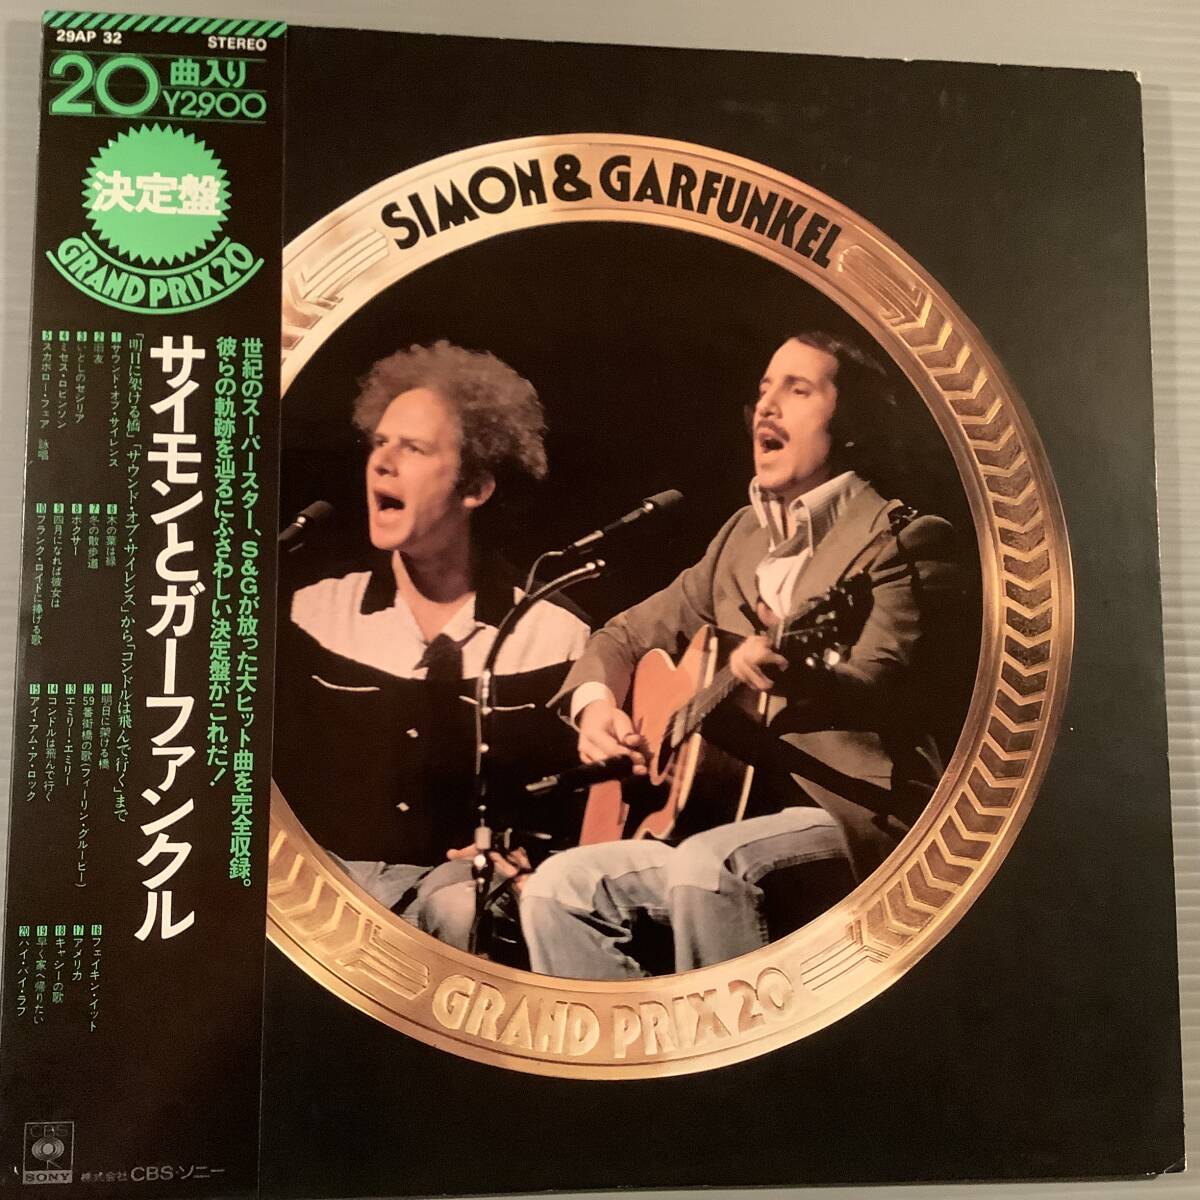 29AP 32
STEREO
20曲入り
¥2,900
決定盤
GRAND PRIX 20
世紀のスーパースター、S&Gが放った大ヒット曲を完全収録。
彼らの軌跡を辿るにふさわしい決定盤がこれだ!
サイモンとガーファンクル
「明日に架ける橋」「サウンド・オブ・サイレンス」から「コンドルは飛んで行く」まで
1 サウンド・オブ・サイレンス
2 旧友
3 いとしのセシリア
4 ミセス・ロビンソン
5 スカボロー・フェア 詠唱
6 木の葉は緑
7 冬の散歩道
8 ボクサー
9 四月になれば彼女は
10 フランク・ロイドに捧げる歌
11 明日に架ける橋
12 59番街橋の歌(フィーリン・グルーヒー)
13 エミリー・エミリー
14 コンドルは飛んで行く
15 アイ・アム・ア・ロック
16 フェイキン・イット
17 アメリカ
18 キャシーの歌
19 早く家へ帰りたい
20 バイ・バイ・ラブ
CBS
SONY
株式会社 CBS・ソニー
SIMON & GARFUNKEL
GRAND PRIX 20